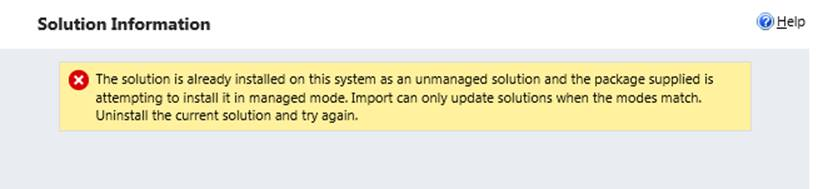 Solution Information
Help
The solution is already installed on this system as an unmanaged solution and the package supplied is
attempting to install it in managed mode. Import can only update solutions when the modes match.
Uninstall the current solution and try again.